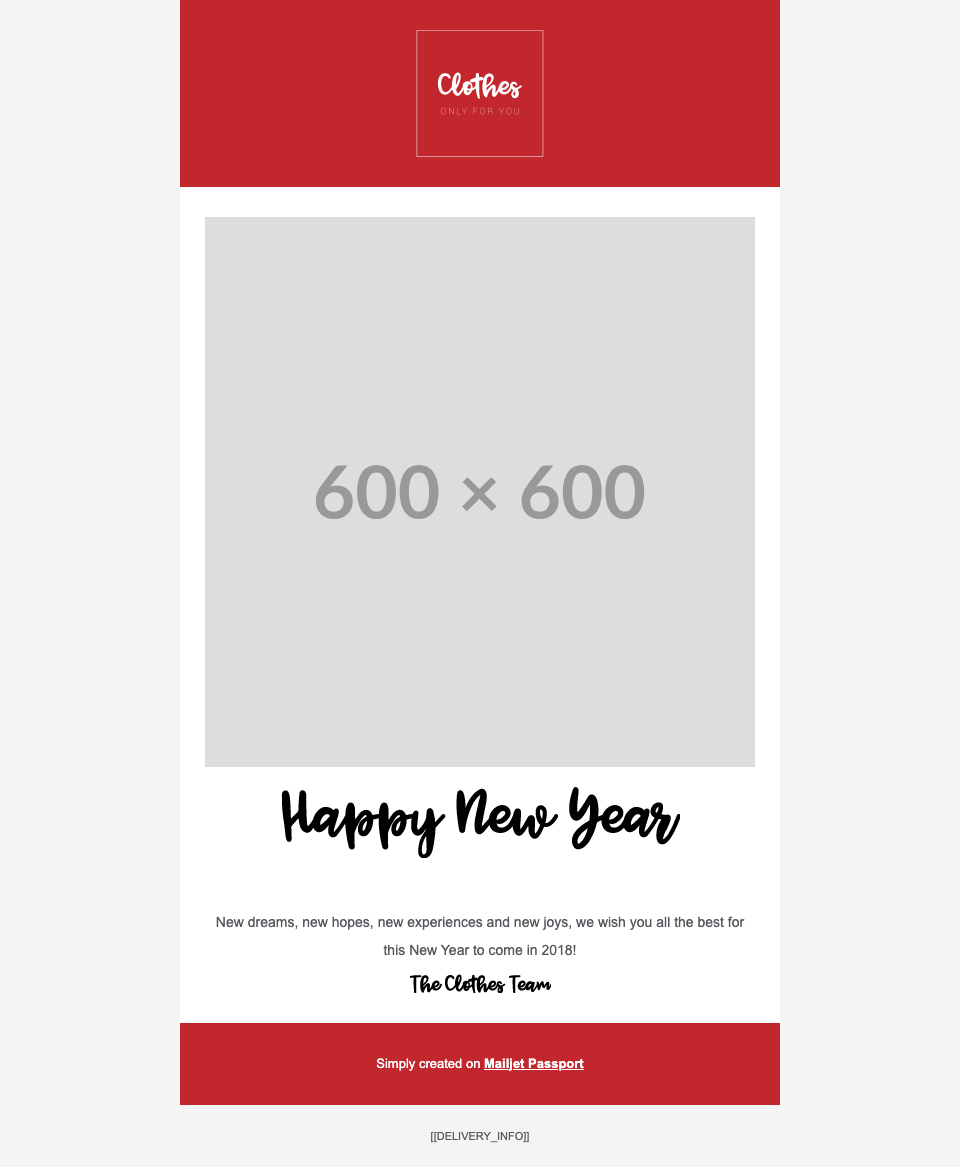 Clothes
ONLY FOR YOU
600 × 600
Happy New Year
New dreams, new hopes, new experiences and new joys, we wish you all the best for
this New Year to come in 2018!
The Clothes Team
Simply created on Mailjet Passport
[[DELIVERY_INFO]]